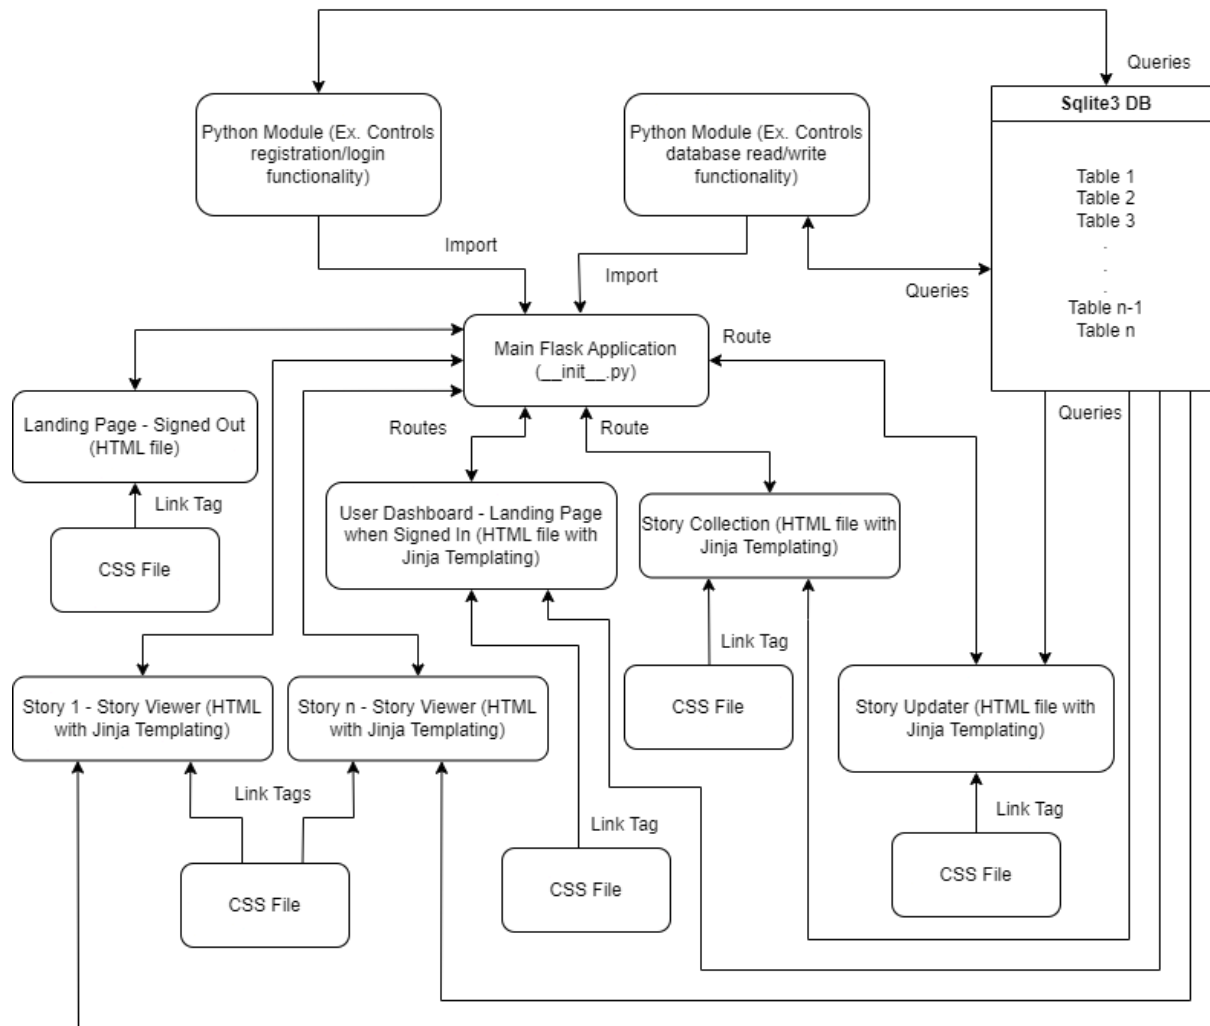 Queries
Sqlite3 DB
Python Module (Ex. Controls
registration/login
functionality)
Python Module (Ex. Controls
database read/write
functionality)
Table 1
Table 2
Table 3
.
.
.
Table n-1
Table n
Import
Import
Queries
Main Flask Application
(__init__.py)
Route
Landing Page - Signed Out
(HTML file)
Routes
Route
Queries
Link Tag
CSS File
User Dashboard - Landing Page
when Signed In (HTML file with
Jinja Templating)
Story Collection (HTML file with
Jinja Templating)
Link Tag
CSS File
Story 1 - Story Viewer (HTML
with Jinja Templating)
Story n - Story Viewer (HTML
with Jinja Templating)
Story Updater (HTML file with
Jinja Templating)
Link Tags
Link Tag
Link Tag
CSS File
CSS File
CSS File